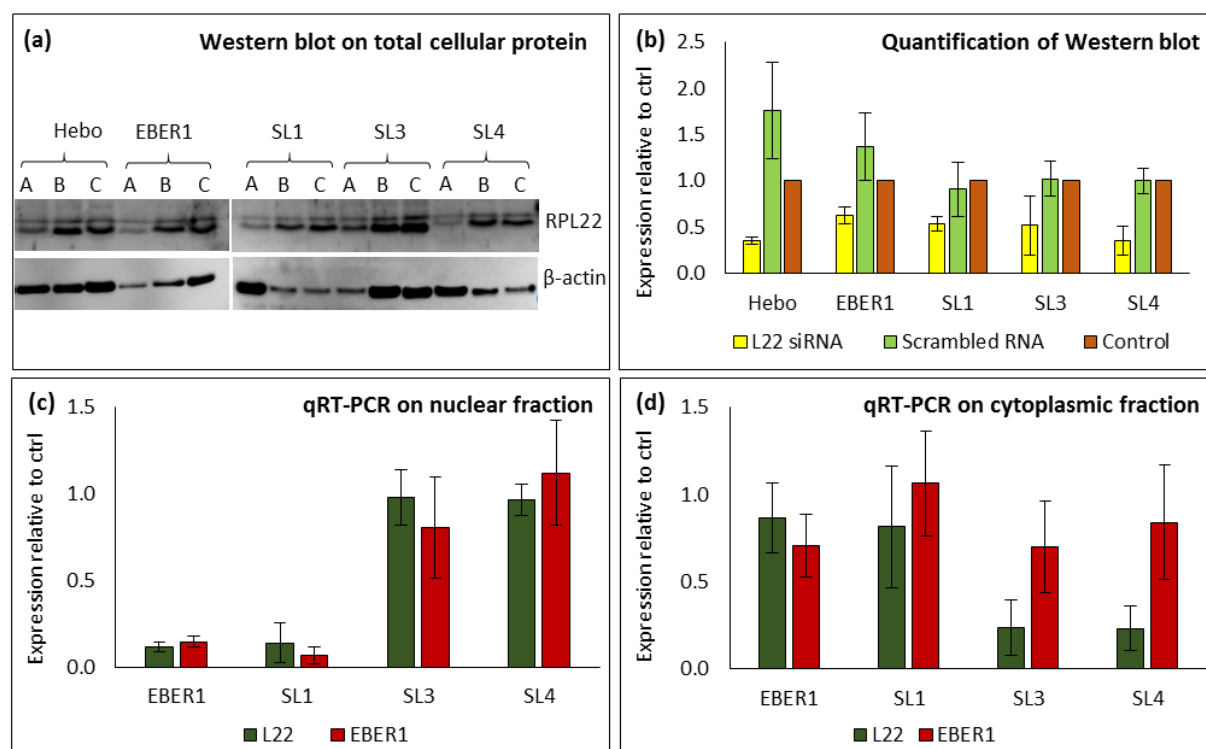 (a) Western blot on total cellular protein
Hebo EBER1 SL1 SL3 SL4
A B C A B C A B C A B C A B C
RPL22
β-actin
(b) Quantification of Western blot
Expression relative to ctrl
2.5
2.0
1.5
1.0
0.5
0.0
Hebo EBER1 SL1 SL3 SL4
L22 siRNA Scrambled RNA Control
(c) qRT-PCR on nuclear fraction
Expression relative to ctrl
1.5
1.0
0.5
0.0
EBER1 SL1 SL3 SL4
L22 EBER1
(d) qRT-PCR on cytoplasmic fraction
Expression relative to ctrl
1.5
1.0
0.5
0.0
EBER1 SL1 SL3 SL4
L22 EBER1